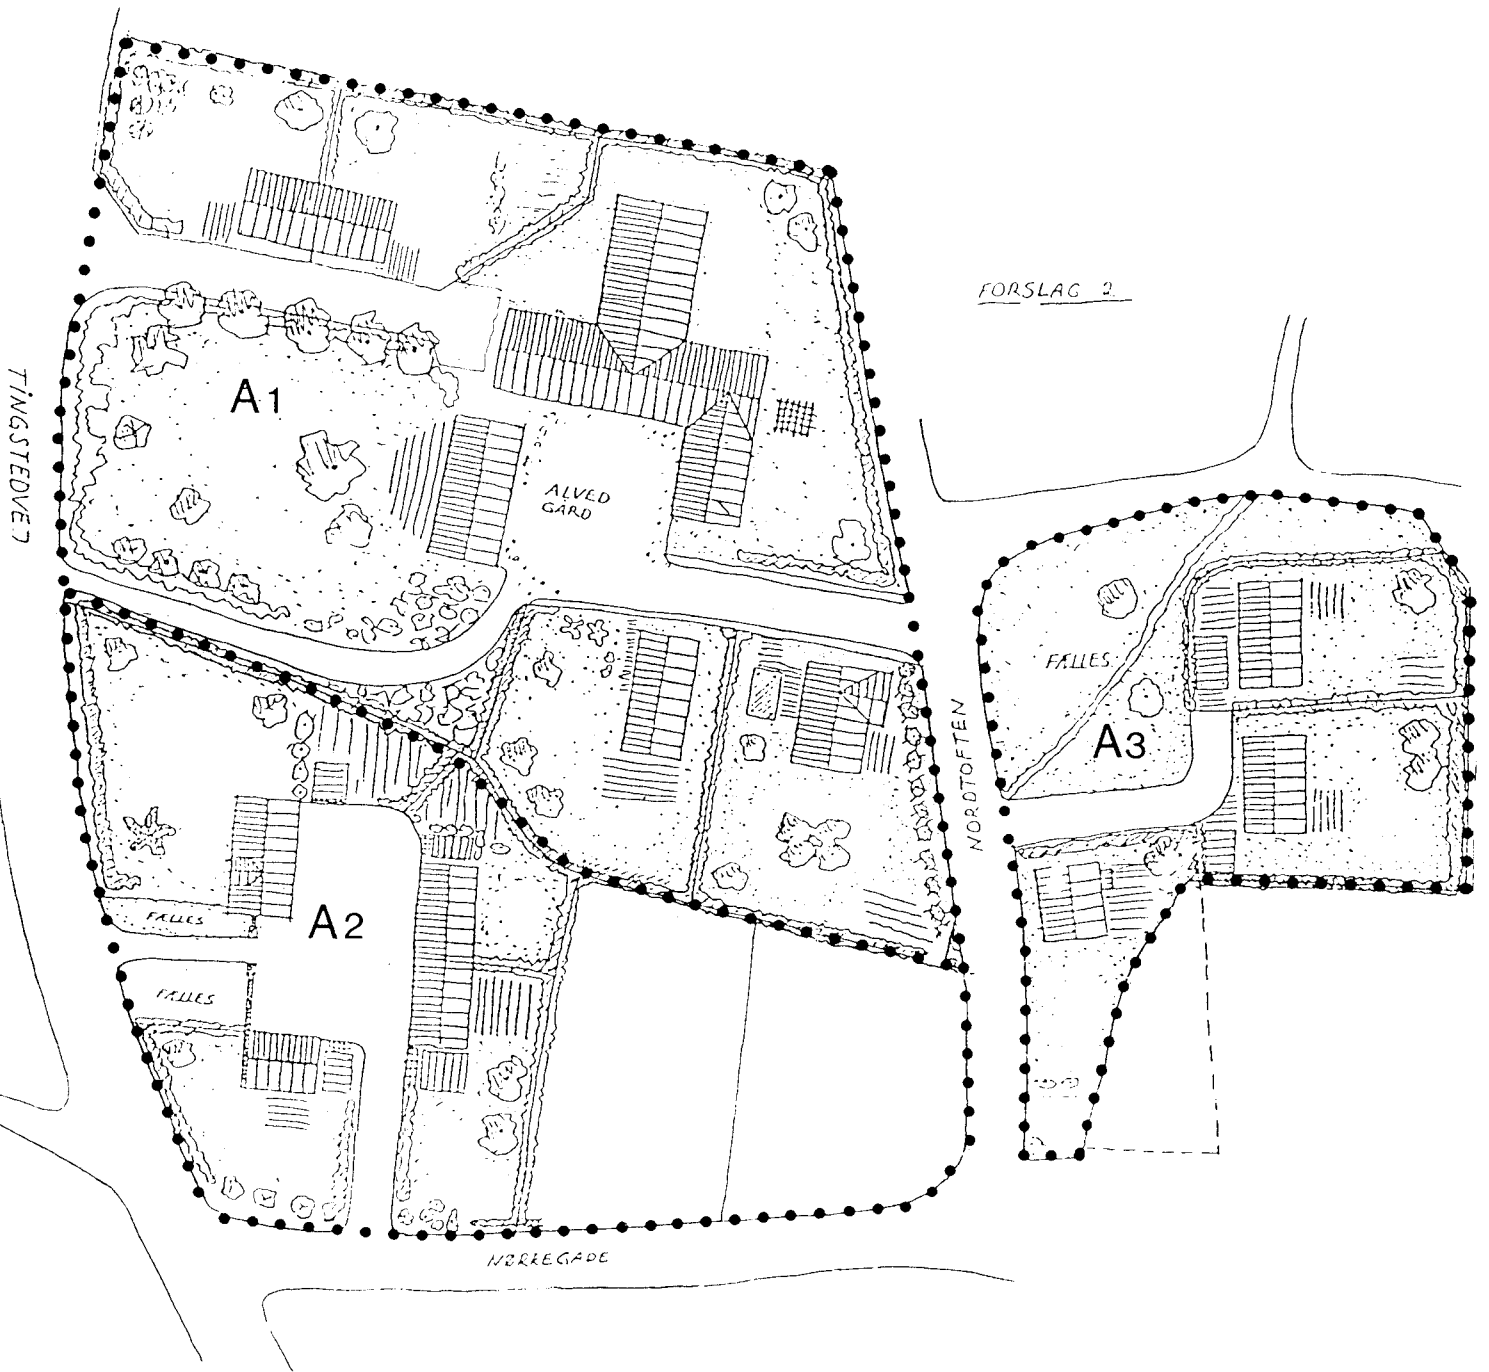 FORSLAG 2
A1
TINGSTEDVEJ
ALVED
GÅRD
FÆLLES
A3
NORDTOFTEN
A2
FÆLLES
FÆLLES
NØRREGADE